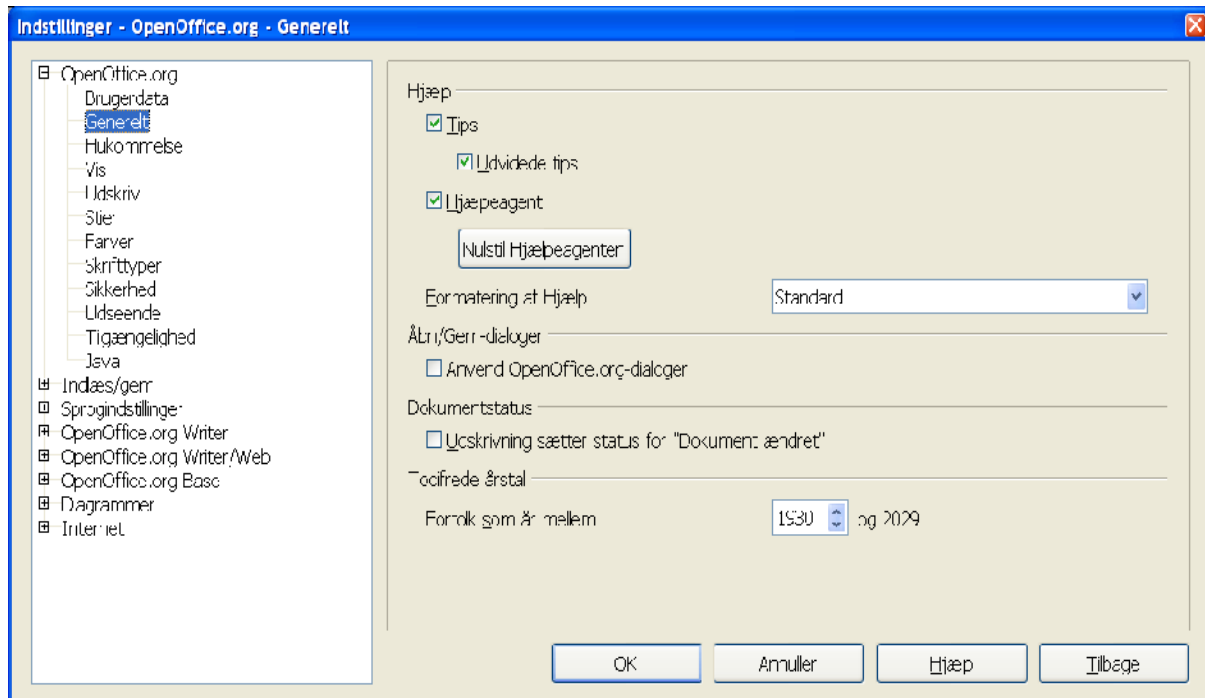 Indstillinger - OpenOffice.org - Generelt
OpenOffice.org
Brugerdata
Generelt
Hukommelse
Vis
Udskriv
Stier
Farver
Skrifttyper
Sikkerhed
Udseende
Tilgængelighed
Java
Indlæs/gem
Sprogindstillinger
OpenOffice.org Writer
OpenOffice.org Writer/Web
OpenOffice.org Base
Diagrammer
Internet
Hjælp
Tips
Udvidede tips
Hjælpeagent
Nulstil Hjælpeagenten
Formatering af Hjælp
Standard
Åbn/Gem-dialoger
Anvend OpenOffice.org-dialoger
Dokumentstatus
Udskrivning sætter status for "Dokument ændret"
Tocifrede årstal
Fortolk som år mellem
1930 og 2029
OK
Annuller
Hjælp
Tilbage